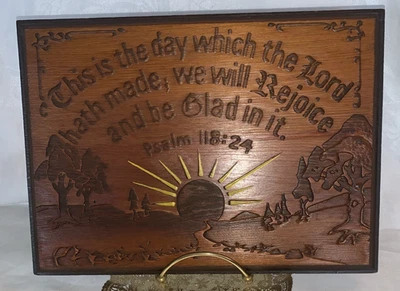 This is the day which the Lord
hath made; we will Rejoice
and be Glad in it.
Psalm 118:24